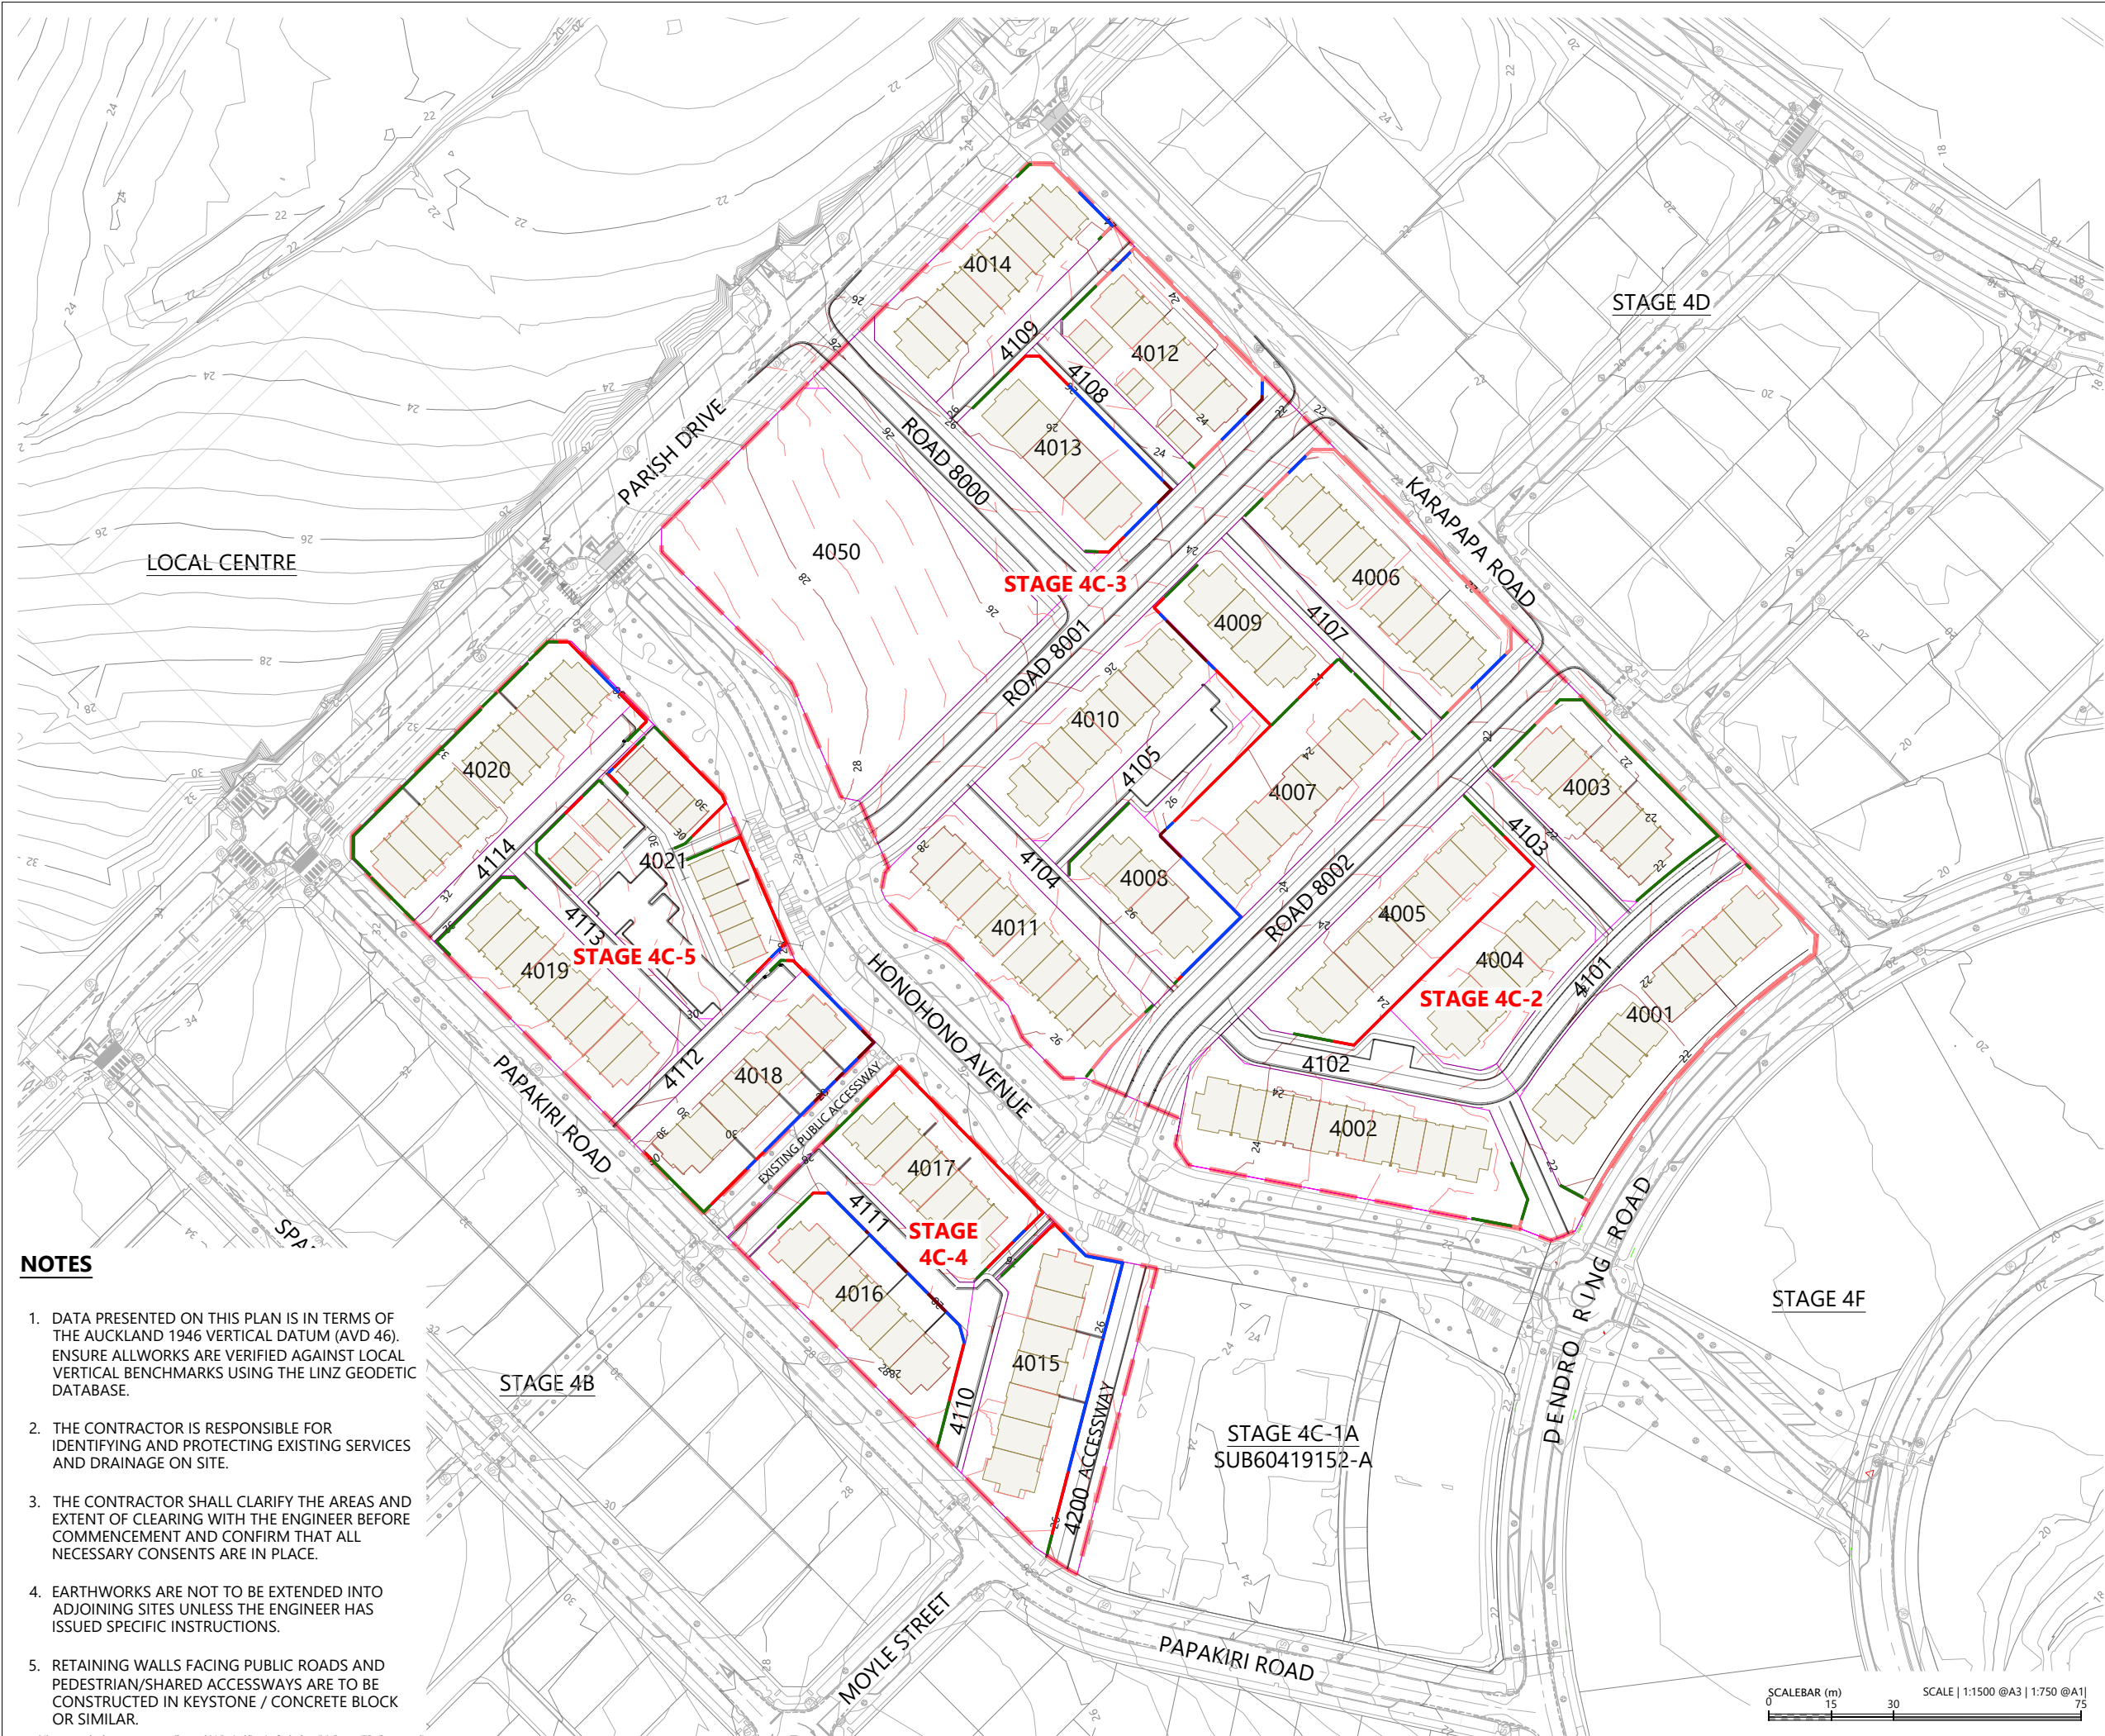 STAGE 4D
LOCAL CENTRE
PARISH DRIVE
KARAPAPA ROAD
ROAD 8000
ROAD 8001
ROAD 8002
HONOHONO AVENUE
PAPAKIRI ROAD
EXISTING PUBLIC ACCESSWAY
4014
4109
4012
4108
4013
4050
STAGE 4C-3
4006
4009
4107
4010
4105
4007
4003
4103
4020
4114
4021
4104
4008
4011
4005
4004
4101
STAGE 4C-2
4001
4113
STAGE 4C-5
4019
4112
4018
4102
4002
4017
4111
STAGE
4C-4
4016
4015
4110
4200 ACCESSWAY
STAGE 4B
STAGE 4C-1A
SUB60419152-A
DENDRO RING ROAD
STAGE 4F
MOYLE STREET
PAPAKIRI ROAD
NOTES
1. DATA PRESENTED ON THIS PLAN IS IN TERMS OF
THE AUCKLAND 1946 VERTICAL DATUM (AVD 46).
ENSURE ALLWORKS ARE VERIFIED AGAINST LOCAL
VERTICAL BENCHMARKS USING THE LINZ GEODETIC
DATABASE.
2. THE CONTRACTOR IS RESPONSIBLE FOR
IDENTIFYING AND PROTECTING EXISTING SERVICES
AND DRAINAGE ON SITE.
3. THE CONTRACTOR SHALL CLARIFY THE AREAS AND
EXTENT OF CLEARING WITH THE ENGINEER BEFORE
COMMENCEMENT AND CONFIRM THAT ALL
NECESSARY CONSENTS ARE IN PLACE.
4. EARTHWORKS ARE NOT TO BE EXTENDED INTO
ADJOINING SITES UNLESS THE ENGINEER HAS
ISSUED SPECIFIC INSTRUCTIONS.
5. RETAINING WALLS FACING PUBLIC ROADS AND
PEDESTRIAN/SHARED ACCESSWAYS ARE TO BE
CONSTRUCTED IN KEYSTONE / CONCRETE BLOCK
OR SIMILAR.
SCALEBAR (m)
SCALE | 1:1500 @A3 | 1:750 @A1|
0 15 30 75